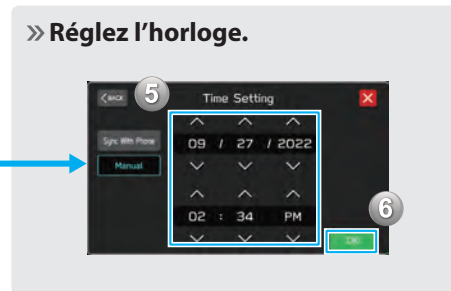 » Réglez l’horloge.
< BACK 5 Time Setting X
Sync With Phone
09 / 27 / 2022
Manual
02 : 34 PM
6
OK